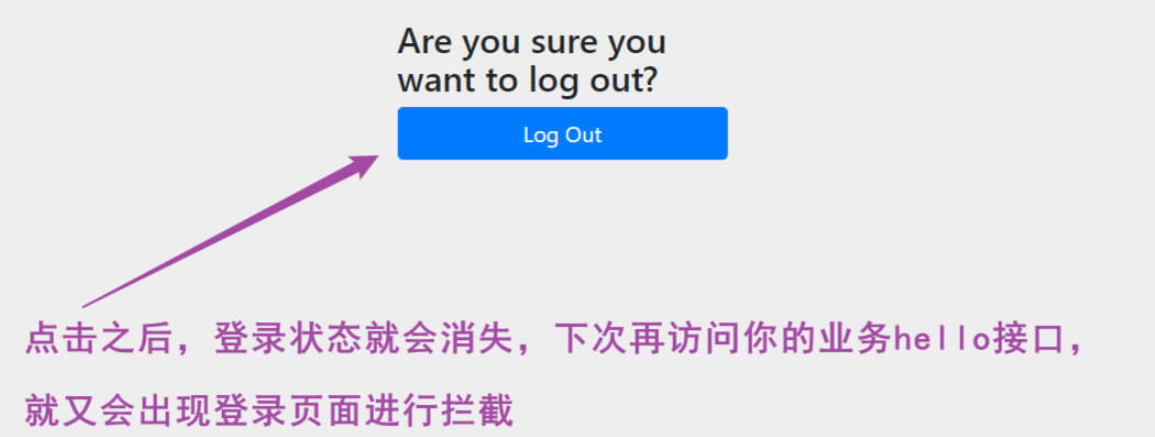 Are you sure you
want to log out?
Log Out
点击之后，登录状态就会消失，下次再访问你的业务hello接口，
就又会出现登录页面进行拦截